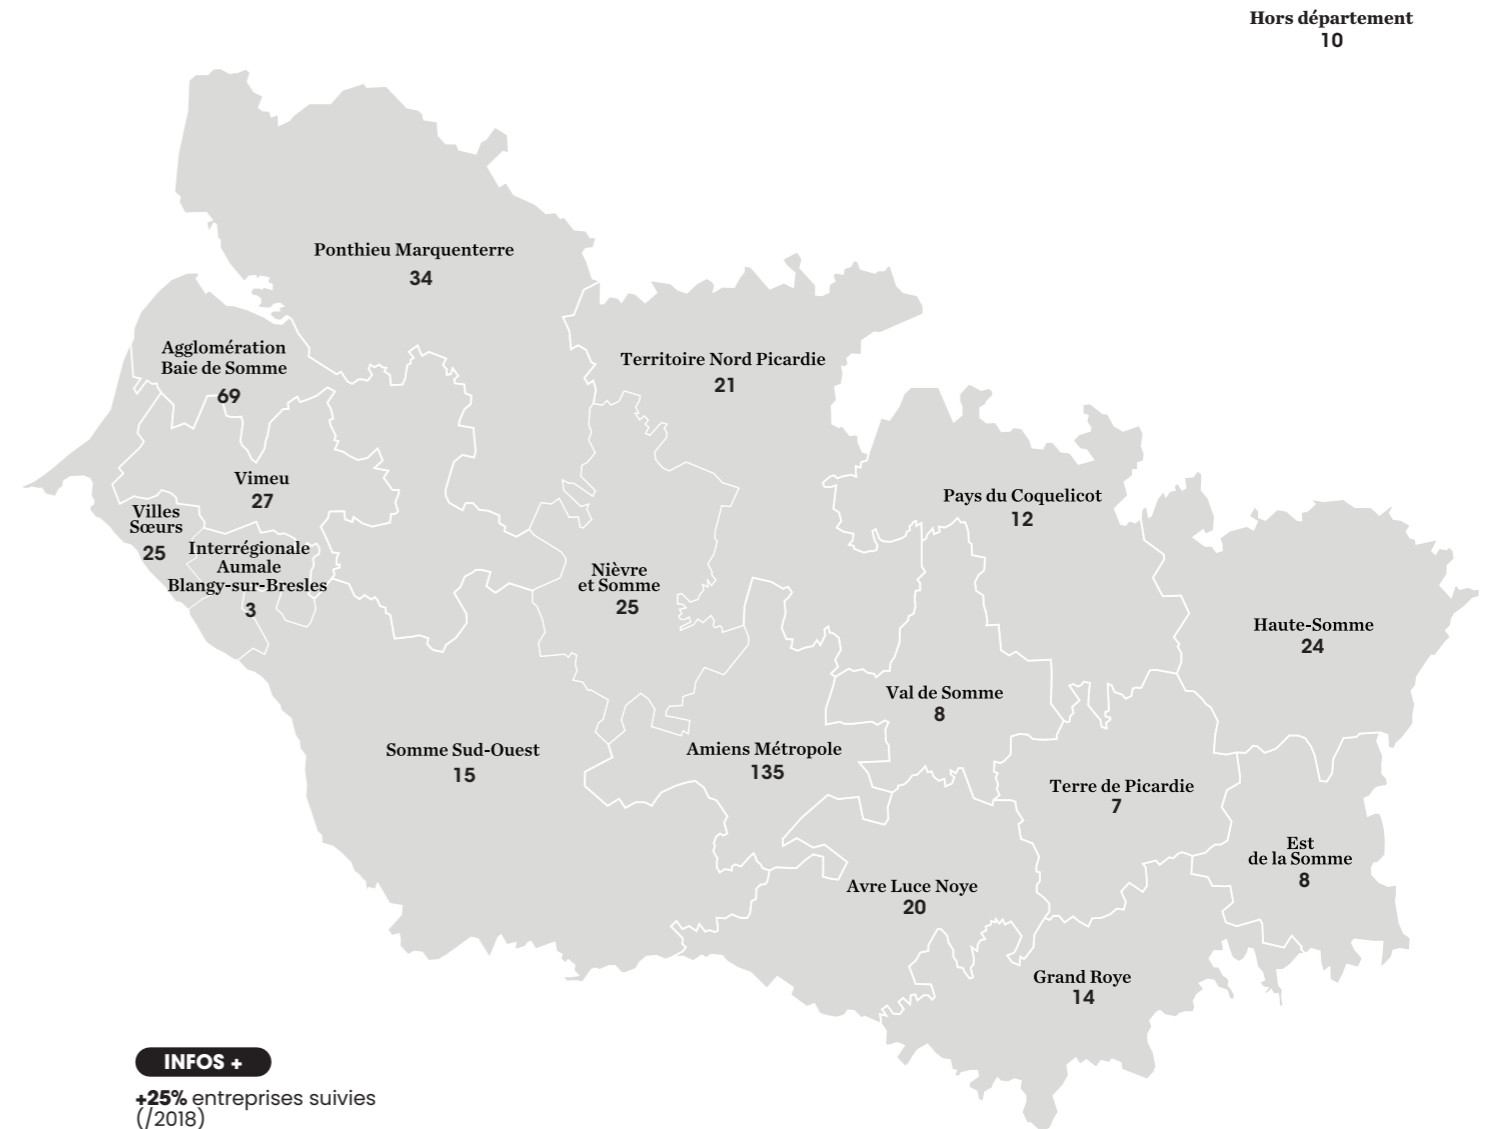 Hors département
10
Ponthieu Marquenterre
34
Agglomération
Baie de Somme
69
Territoire Nord Picardie
21
Vimeu
27
Villes
Sœurs
25
Interrégionale
Aumale
Blangy-sur-Bresles
3
Nièvre
et Somme
25
Pays du Coquelicot
12
Haute-Somme
24
Val de Somme
8
Somme Sud-Ouest
15
Amiens Métropole
135
Terre de Picardie
7
Est
de la Somme
8
Avre Luce Noye
20
Grand Roye
14
INFOS +
+25% entreprises suivies
(/2018)